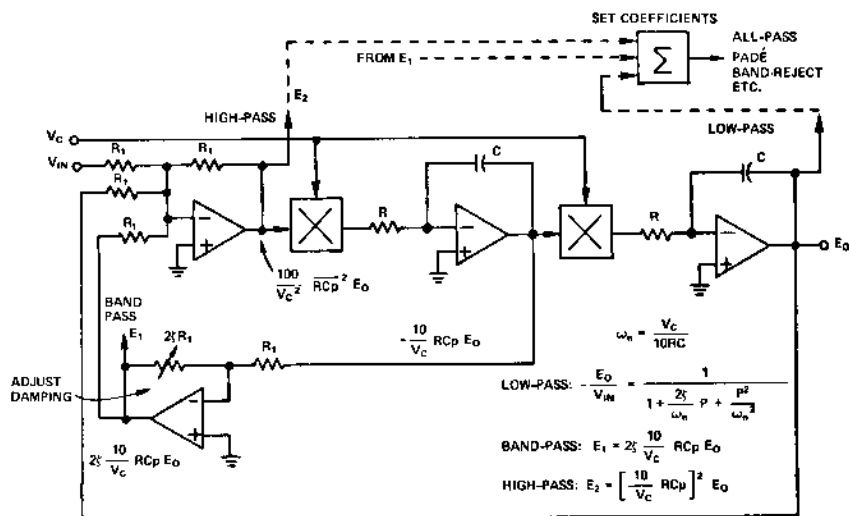 SET COEFFICIENTS
ALL-PASS
PADÉ
BAND-REJECT
ETC.
FROM E₁
Σ
E₂
HIGH-PASS
LOW-PASS
V_C
V_IN
R₁
R₁
R₁
R₁
C
R
C
R
E_O
100/V_C² RCp² E_O
BAND PASS
E₁
2ζR₁
R₁
-10/V_C RCp E_O
ADJUST DAMPING
2ζ 10/V_C RCp E_O
ω_n = V_C/10RC
LOW-PASS: -E_O/V_IN = 1/(1 + 2ζ/ω_n P + P²/ω_n²)
BAND-PASS: E₁ = 2ζ 10/V_C RCp E_O
HIGH-PASS: E₂ = [10/V_C RCp]² E_O